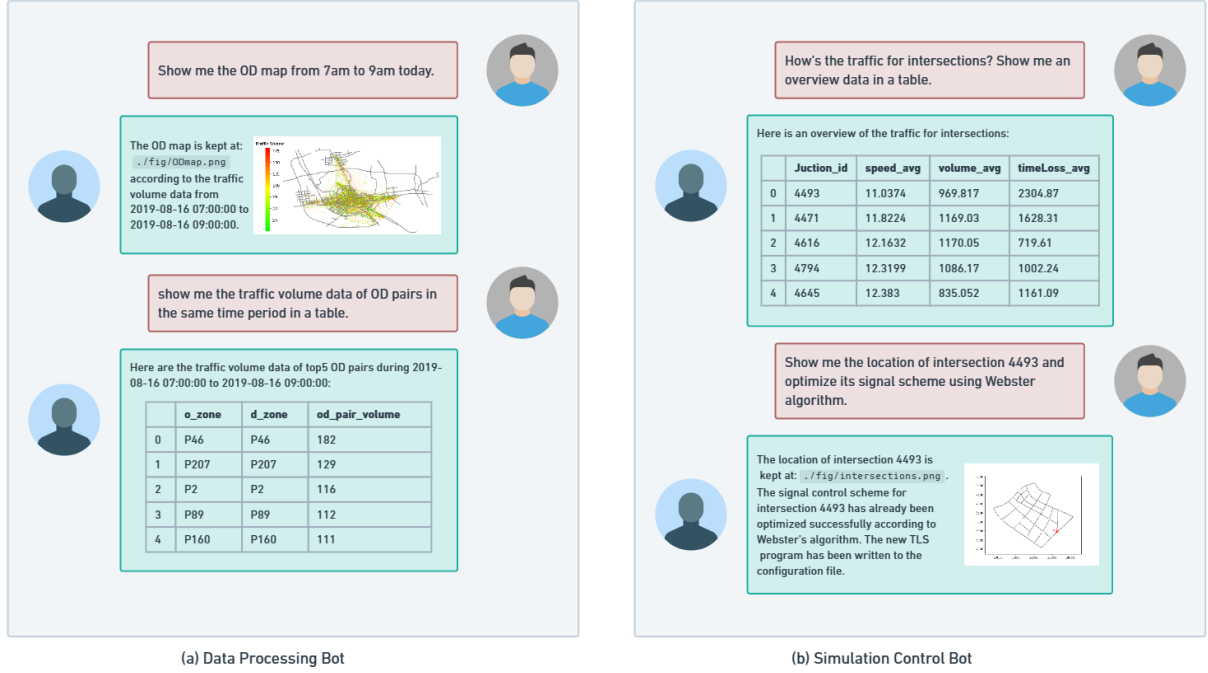 Show me the OD map from 7am to 9am today.
The OD map is kept at:
./fig/ODmap.png
according to the traffic
volume data from
2019-08-16 07:00:00 to
2019-08-16 09:00:00.
show me the traffic volume data of OD pairs in
the same time period in a table.
Here are the traffic volume data of top5 OD pairs during 2019-
08-16 07:00:00 to 2019-08-16 09:00:00:
o_zone d_zone od_pair_volume
0 P46 P46 182
1 P207 P207 129
2 P2 P2 116
3 P89 P89 112
4 P160 P160 111
(a) Data Processing Bot
How's the traffic for intersections? Show me an
overview data in a table.
Here is an overview of the traffic for intersections:
Juction_id speed_avg volume_avg timeLoss_avg
0 4493 11.0374 969.817 2304.87
1 4471 11.8224 1169.03 1628.31
2 4616 12.1632 1170.05 719.61
3 4794 12.3199 1086.17 1002.24
4 4645 12.383 835.052 1161.09
Show me the location of intersection 4493 and
optimize its signal scheme using Webster
algorithm.
The location of intersection 4493 is
kept at: ./fig/intersections.png .
The signal control scheme for
intersection 4493 has already been
optimized successfully according to
Webster's algorithm. The new TLS
program has been written to the
configuration file.
(b) Simulation Control Bot